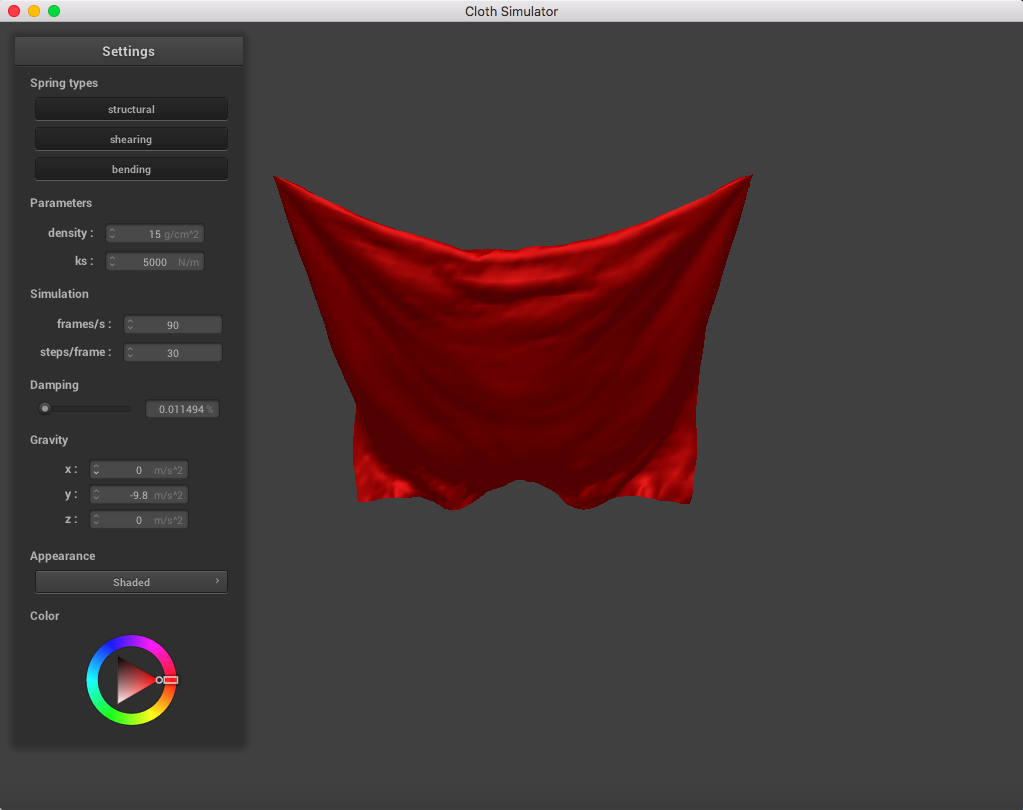 Cloth Simulator
Settings
Spring types
structural
shearing
bending
Parameters
density : 15 g/cm^2
ks : 5000 N/m
Simulation
frames/s : 90
steps/frame : 30
Damping
0.011494 %
Gravity
x : 0 m/s^2
y : -9.8 m/s^2
z : 0 m/s^2
Appearance
Shaded
Color